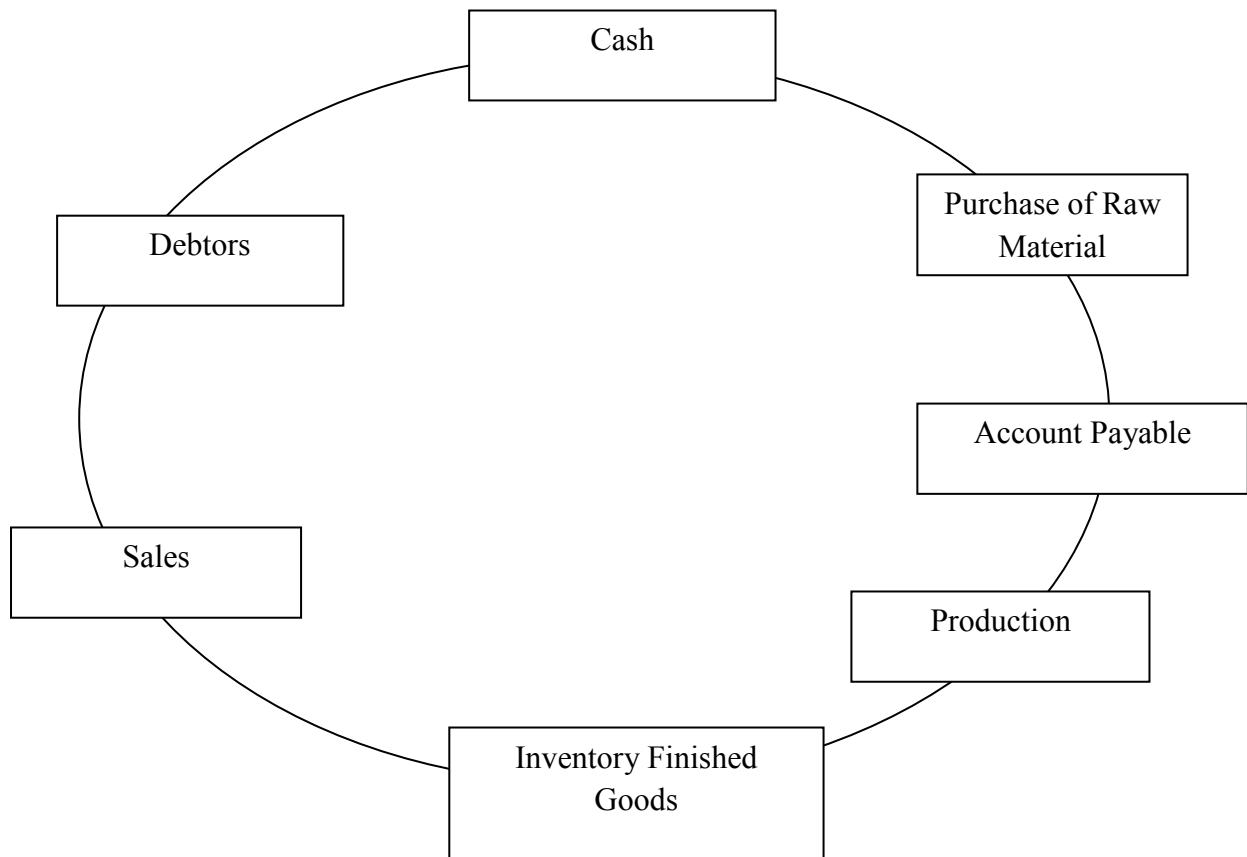 Cash
Purchase of Raw
Material
Debtors
Account Payable
Sales
Production
Inventory Finished
Goods